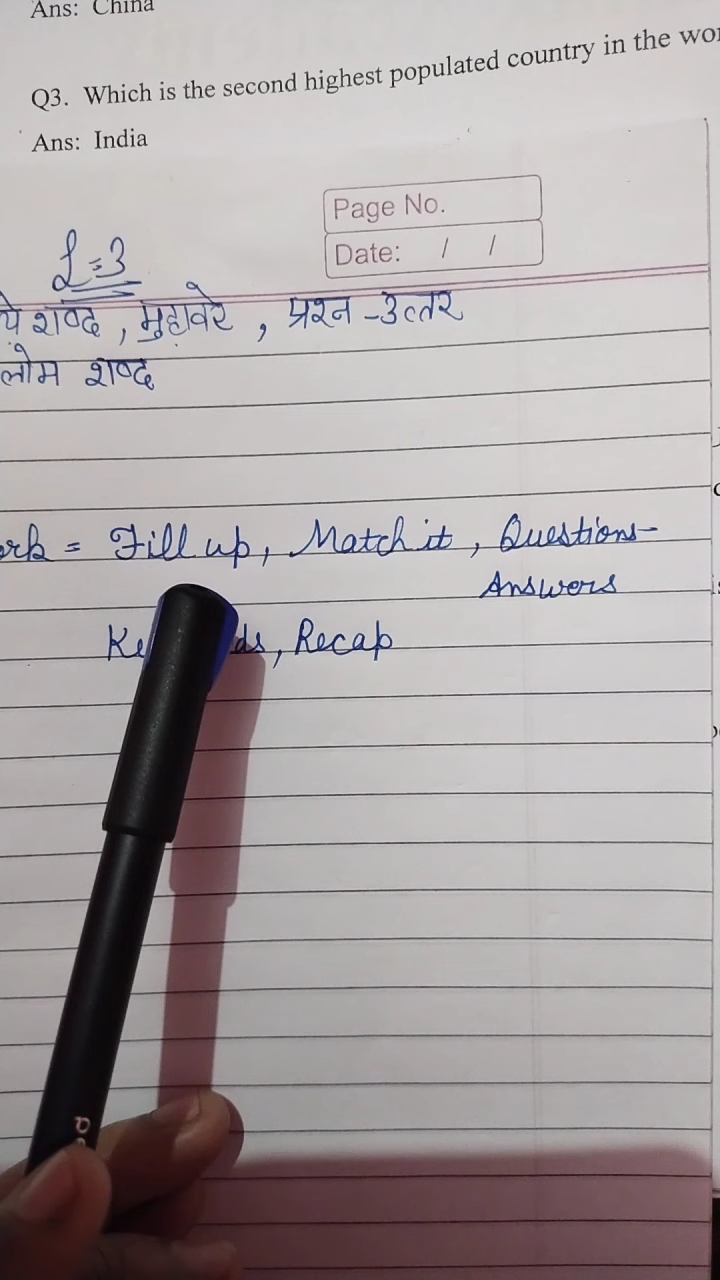 Ans: China
Q3. Which is the second highest populated country in the
Ans: India
Page No.
Date: / /
L=3
शब्द, मुहावरे, प्रश्न-उत्तर
शब्द
= Fill up, Match it, Questions-
Answers
Recap